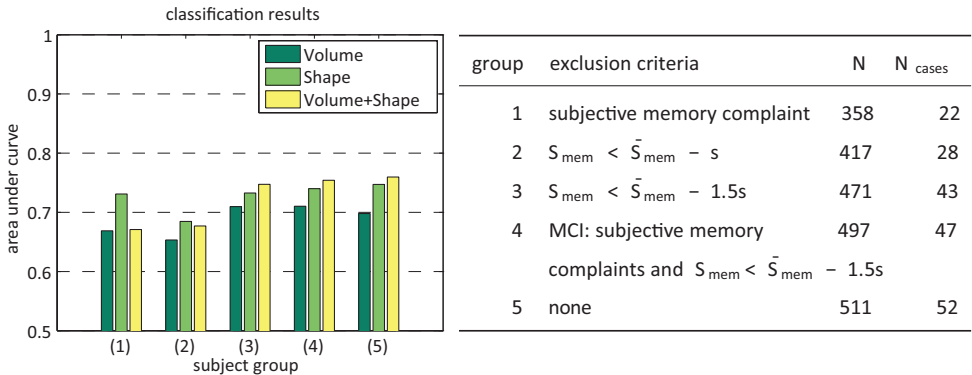 classification results
1
0.9
0.8
0.7
0.6
0.5
area under curve
Volume
Shape
Volume+Shape
(1) (2) (3) (4) (5)
subject group
group exclusion criteria N N cases
1 subjective memory complaint 358 22
2 S mem < S̄ mem − s 417 28
3 S mem < S̄ mem − 1.5s 471 43
4 MCI: subjective memory 497 47
complaints and S mem < S̄ mem − 1.5s
5 none 511 52